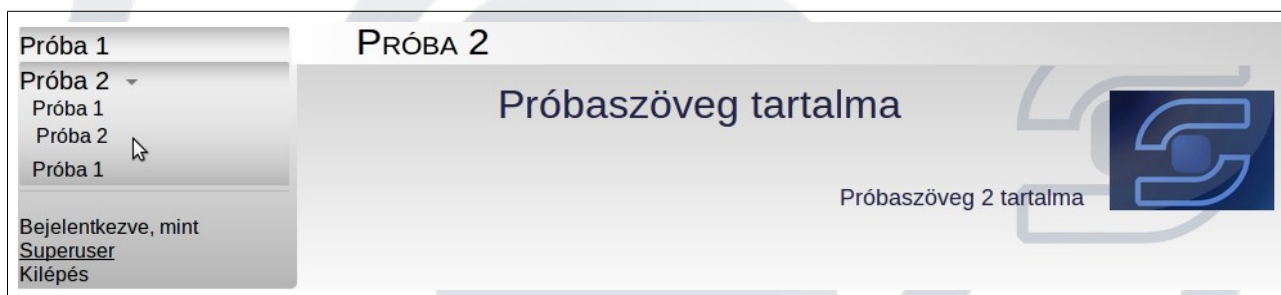 Próba 1
Próba 2
Próba 1
Próba 2
Próba 1
Bejelentkezve, mint
Superuser
Kilépés
PRÓBA 2
Próbaszöveg tartalma
Próbaszöveg 2 tartalma